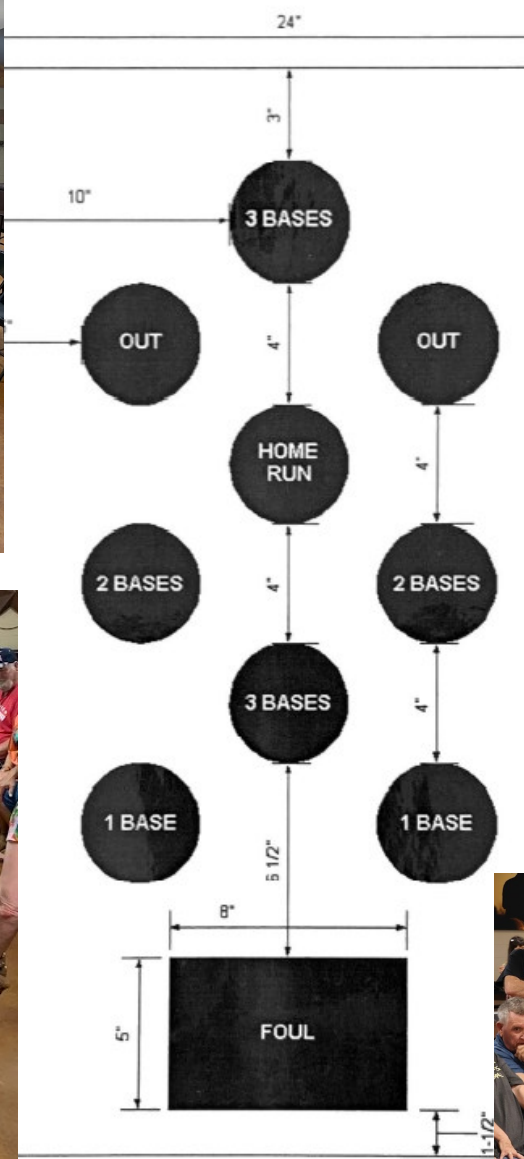 24"
3"
10"
3 BASES
"
OUT
4"
OUT
HOME
RUN
4"
2 BASES
4"
2 BASES
3 BASES
4"
1 BASE
1 BASE
6 1/2"
8"
5"
FOUL
1-1/2"